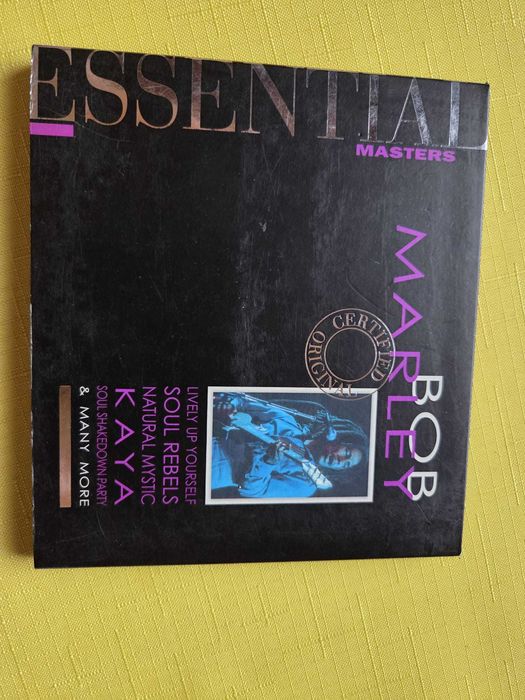 ESSENTIAL
MASTERS
BOB
MARLEY
CERTIFIED
ORIGINAL
LIVELY UP YOURSELF
SOUL REBELS
NATURAL MYSTIC
KAYA
SOUL SHAKEDOWN PARTY
& MANY MORE